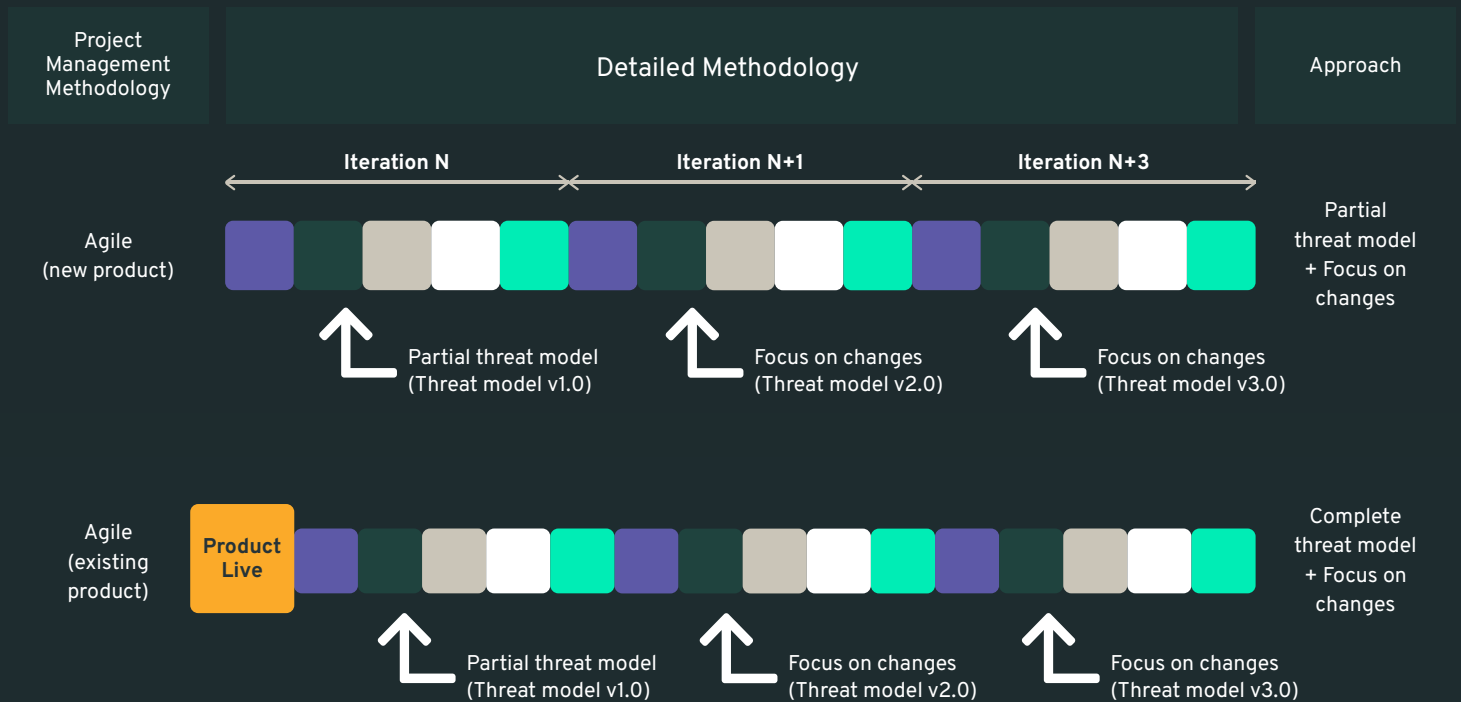 Project
Management
Methodology
Detailed Methodology
Approach
Iteration N
Iteration N+1
Iteration N+3
Agile
(new product)
Partial
threat model
+ Focus on
changes
Partial threat model
(Threat model v1.0)
Focus on changes
(Threat model v2.0)
Focus on changes
(Threat model v3.0)
Agile
(existing
product)
Product
Live
Complete
threat model
+ Focus on
changes
Partial threat model
(Threat model v1.0)
Focus on changes
(Threat model v2.0)
Focus on changes
(Threat model v3.0)